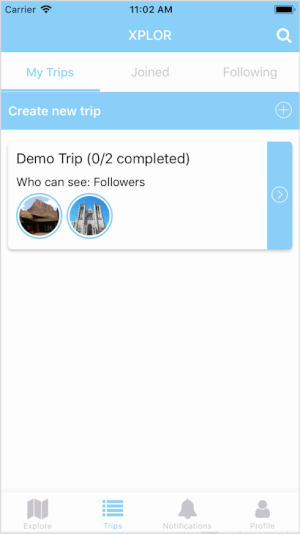 Carrier 11:02 AM
XPLOR
My Trips Joined Following
Create new trip
Demo Trip (0/2 completed)
Who can see: Followers
Explore Trips Notifications Profile